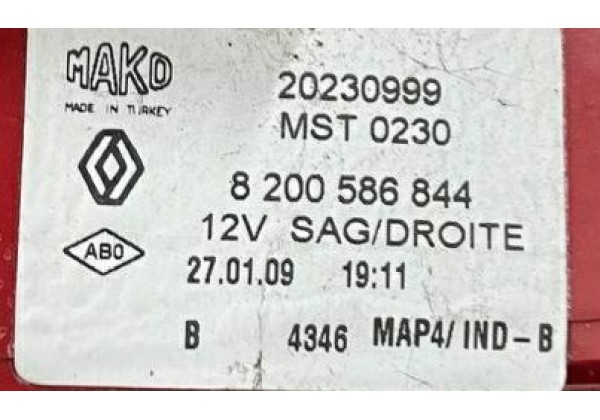 MAKO
MADE IN TURKEY
20230999
MST 0230
8 200 586 844
ABO
12V SAG/DROITE
27.01.09 19:11
B 4346 MAP4/ IND-B